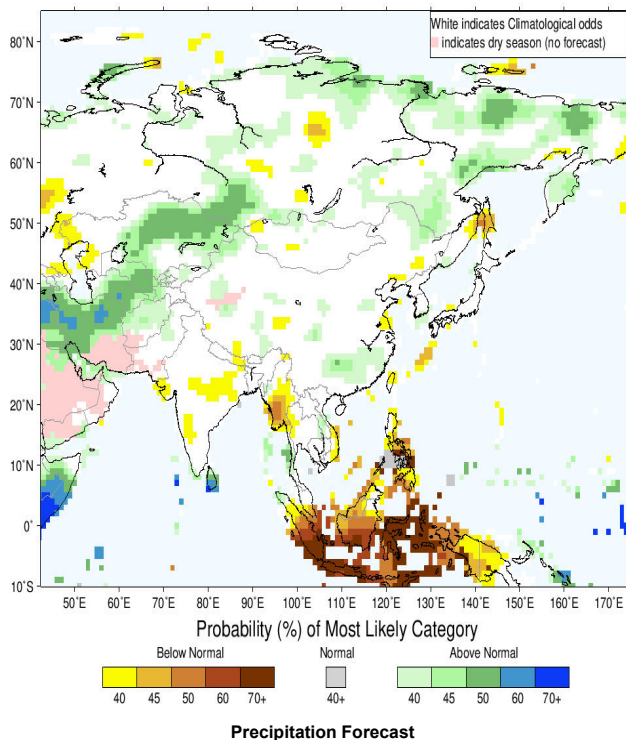 White indicates Climatological odds
indicates dry season (no forecast)
80˚N
70˚N
60˚N
50˚N
40˚N
30˚N
20˚N
10˚N
0˚
10˚S
50˚E 60˚E 70˚E 80˚E 90˚E 100˚E 110˚E 120˚E 130˚E 140˚E 150˚E 160˚E 170˚E
Probability (%) of Most Likely Category
Below Normal Normal Above Normal
40 45 50 60 70+ 40+ 40 45 50 60 70+
Precipitation Forecast